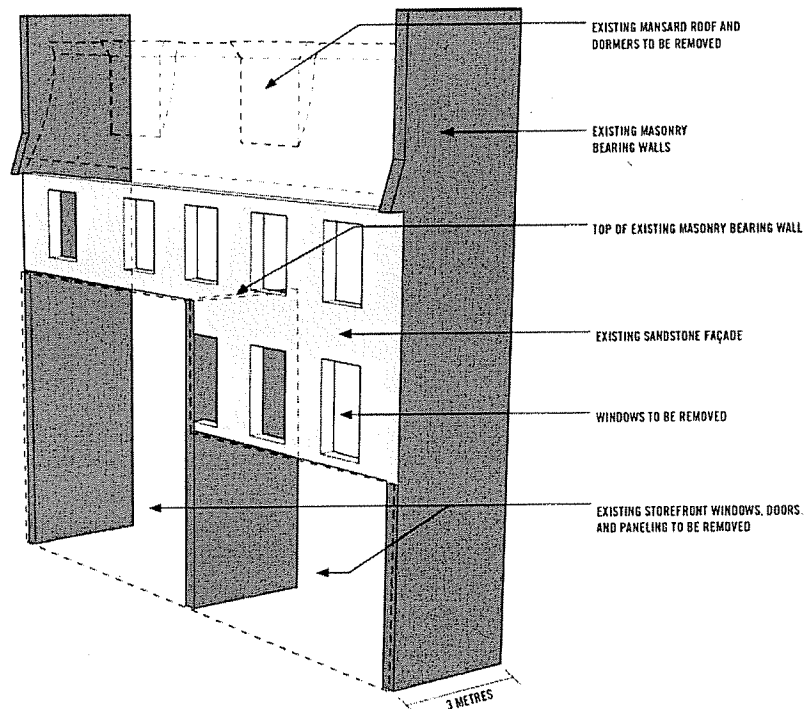 EXISTING MANSARD ROOF AND
DORMERS TO BE REMOVED
EXISTING MASONRY
BEARING WALLS
TOP OF EXISTING MASONRY BEARING WALL
EXISTING SANDSTONE FAÇADE
WINDOWS TO BE REMOVED
EXISTING STOREFRONT WINDOWS, DOORS,
AND PANELING TO BE REMOVED
3 METRES